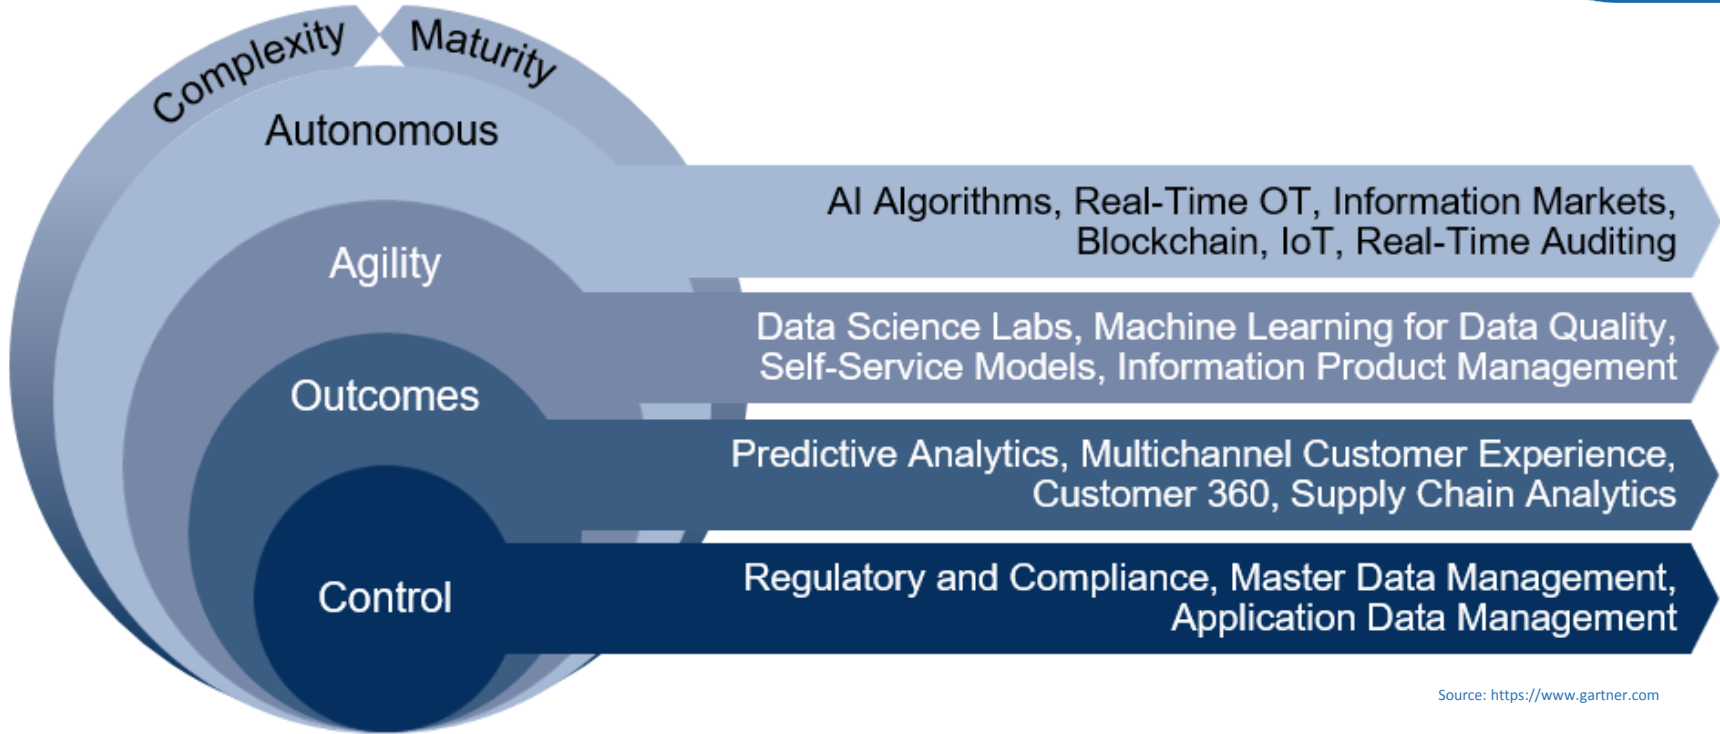 Complexity
Maturity
Autonomous
AI Algorithms, Real-Time OT, Information Markets,
Blockchain, IoT, Real-Time Auditing
Agility
Data Science Labs, Machine Learning for Data Quality,
Self-Service Models, Information Product Management
Outcomes
Predictive Analytics, Multichannel Customer Experience,
Customer 360, Supply Chain Analytics
Control
Regulatory and Compliance, Master Data Management,
Application Data Management
Source: https://www.gartner.com